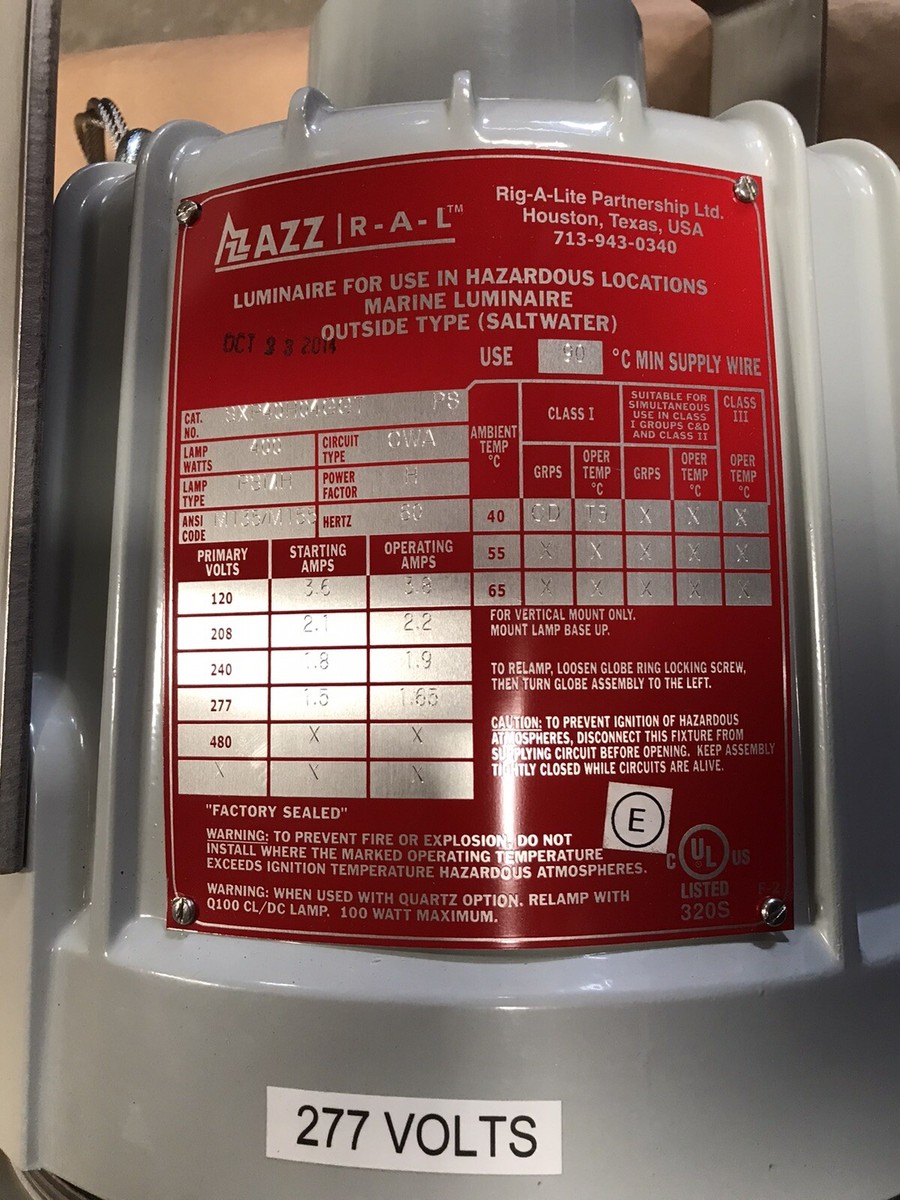 AZZ | R-A-L™
Rig-A-Lite Partnership Ltd.
Houston, Texas, USA
713-943-0340
LUMINAIRE FOR USE IN HAZARDOUS LOCATIONS
MARINE LUMINAIRE
OUTSIDE TYPE (SALTWATER)
OCT 2014
USE 90 °C MIN SUPPLY WIRE
CAT. NO. PS
LAMP WATTS 400
CIRCUIT TYPE CWA
LAMP TYPE PSMH
POWER FACTOR H
ANSI CODE M135/M155
HERTZ 60
AMBIENT TEMP °C
CLASS I
SUITABLE FOR
SIMULTANEOUS
USE IN CLASS
I GROUPS C&D
AND CLASS II
CLASS III
GRPS OPER TEMP °C GRPS OPER TEMP °C OPER TEMP °C
40 CD X X X
55 X X X X X
65 X X X X X
PRIMARY VOLTS STARTING AMPS OPERATING AMPS
120 3.6
208 2.1 2.2
240 1.8 1.9
277 1.5 1.65
480 X X
X X X
FOR VERTICAL MOUNT ONLY.
MOUNT LAMP BASE UP.
TO RELAMP, LOOSEN GLOBE RING LOCKING SCREW,
THEN TURN GLOBE ASSEMBLY TO THE LEFT.
CAUTION: TO PREVENT IGNITION OF HAZARDOUS
ATMOSPHERES, DISCONNECT THIS FIXTURE FROM
SUPPLYING CIRCUIT BEFORE OPENING. KEEP ASSEMBLY
TIGHTLY CLOSED WHILE CIRCUITS ARE ALIVE.
"FACTORY SEALED"
WARNING: TO PREVENT FIRE OR EXPLOSION, DO NOT
INSTALL WHERE THE MARKED OPERATING TEMPERATURE
EXCEEDS IGNITION TEMPERATURE HAZARDOUS ATMOSPHERES.
WARNING: WHEN USED WITH QUARTZ OPTION. RELAMP WITH
Q100 CL/DC LAMP. 100 WATT MAXIMUM.
E
C UL US
LISTED
320S
277 VOLTS